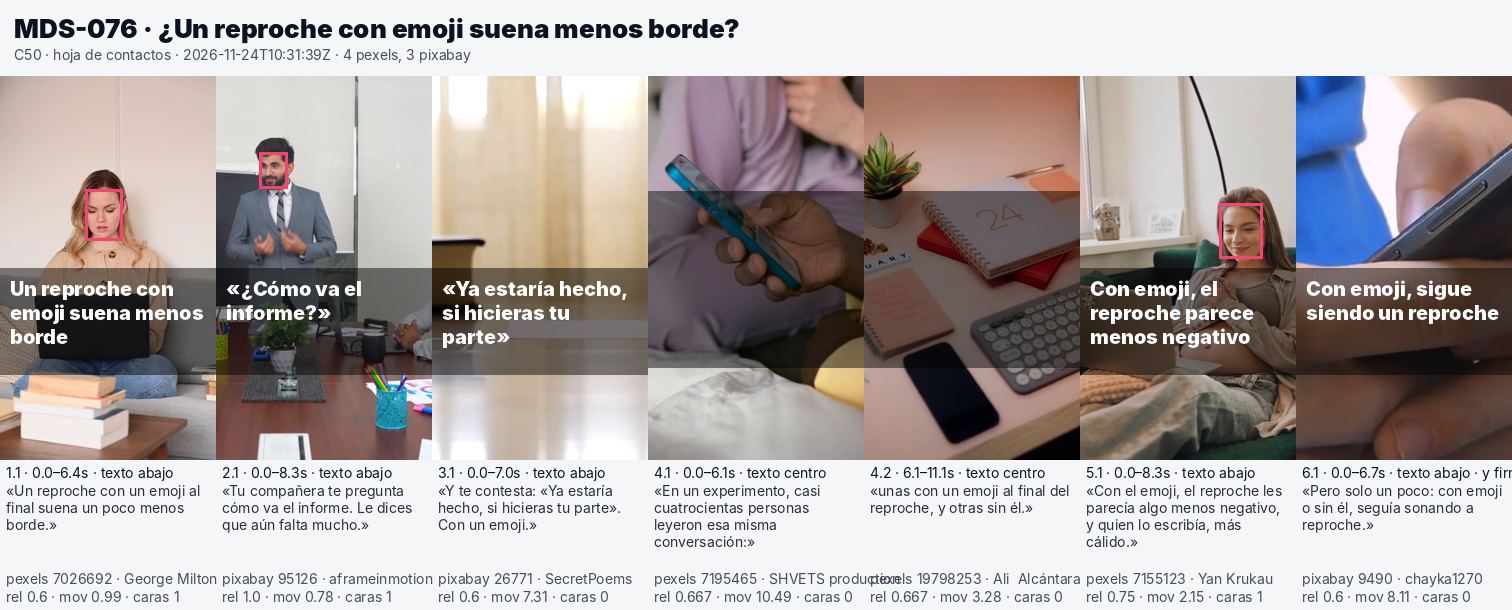 MDS-076 · ¿Un reproche con emoji suena menos borde?
C50 · hoja de contactos · 2026-11-24T10:31:39Z · 4 pexels, 3 pixabay
Un reproche con
emoji suena menos
borde
«¿Cómo va el
informe?»
«Ya estaría hecho,
si hicieras tu
parte»
24
Con emoji, el
reproche parece
menos negativo
Con emoji, sigue
siendo un reproche
1.1 · 0.0–6.4s · texto abajo
«Un reproche con un emoji al
final suena un poco menos
borde.»
pexels 7026692 · George Milton
rel 0.6 · mov 0.99 · caras 1
2.1 · 0.0–8.3s · texto abajo
«Tu compañera te pregunta
cómo va el informe. Le dices
que aún falta mucho.»
pixabay 95126 · aframeinmotion
rel 1.0 · mov 0.78 · caras 1
3.1 · 0.0–7.0s · texto abajo
«Y te contesta: «Ya estaría
hecho, si hicieras tu parte».
Con un emoji.»
pixabay 26771 · SecretPoems
rel 0.6 · mov 7.31 · caras 0
4.1 · 0.0–6.1s · texto centro
«En un experimento, casi
cuatrocientas personas
leyeron esa misma
conversación:»
pexels 7195465 · SHVETS production
rel 0.667 · mov 10.49 · caras 0
4.2 · 6.1–11.1s · texto centro
«unas con un emoji al final del
reproche, y otras sin él.»
pexels 19798253 · Ali Alcántara
rel 0.667 · mov 3.28 · caras 0
5.1 · 0.0–8.3s · texto abajo
«Con el emoji, el reproche les
parecía algo menos negativo,
y quien lo escribía, más
cálido.»
pexels 7155123 · Yan Krukau
rel 0.75 · mov 2.15 · caras 1
6.1 · 0.0–6.7s · texto abajo · y fir
«Pero solo un poco: con emoji
o sin él, seguía sonando a
reproche.»
pixabay 9490 · chayka1270
rel 0.6 · mov 8.11 · caras 0